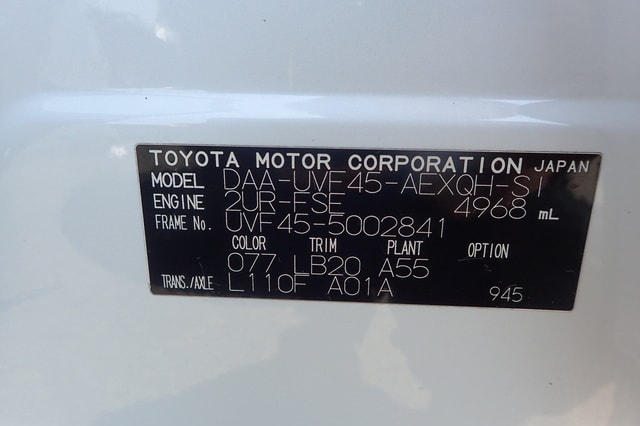 TOYOTA MOTOR CORPORATION JAPAN
MODEL DAA-UVF45-AEXQH-SI
ENGINE 2UR-FSE 4968 mL
FRAME No. UVF45-5002841
COLOR TRIM PLANT OPTION
077 LB20 A55
TRANS./AXLE L110F A01A 945